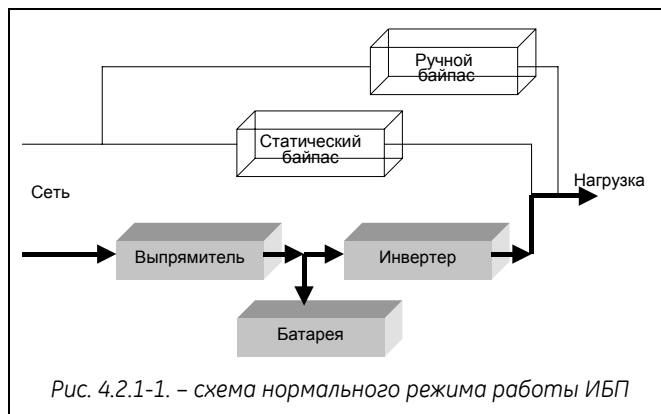 Ручной
байпас
Статический
байпас
Сеть
Нагрузка
Выпрямитель
Инвертер
Батарея
Рис. 4.2.1-1. – схема нормального режима работы ИБП